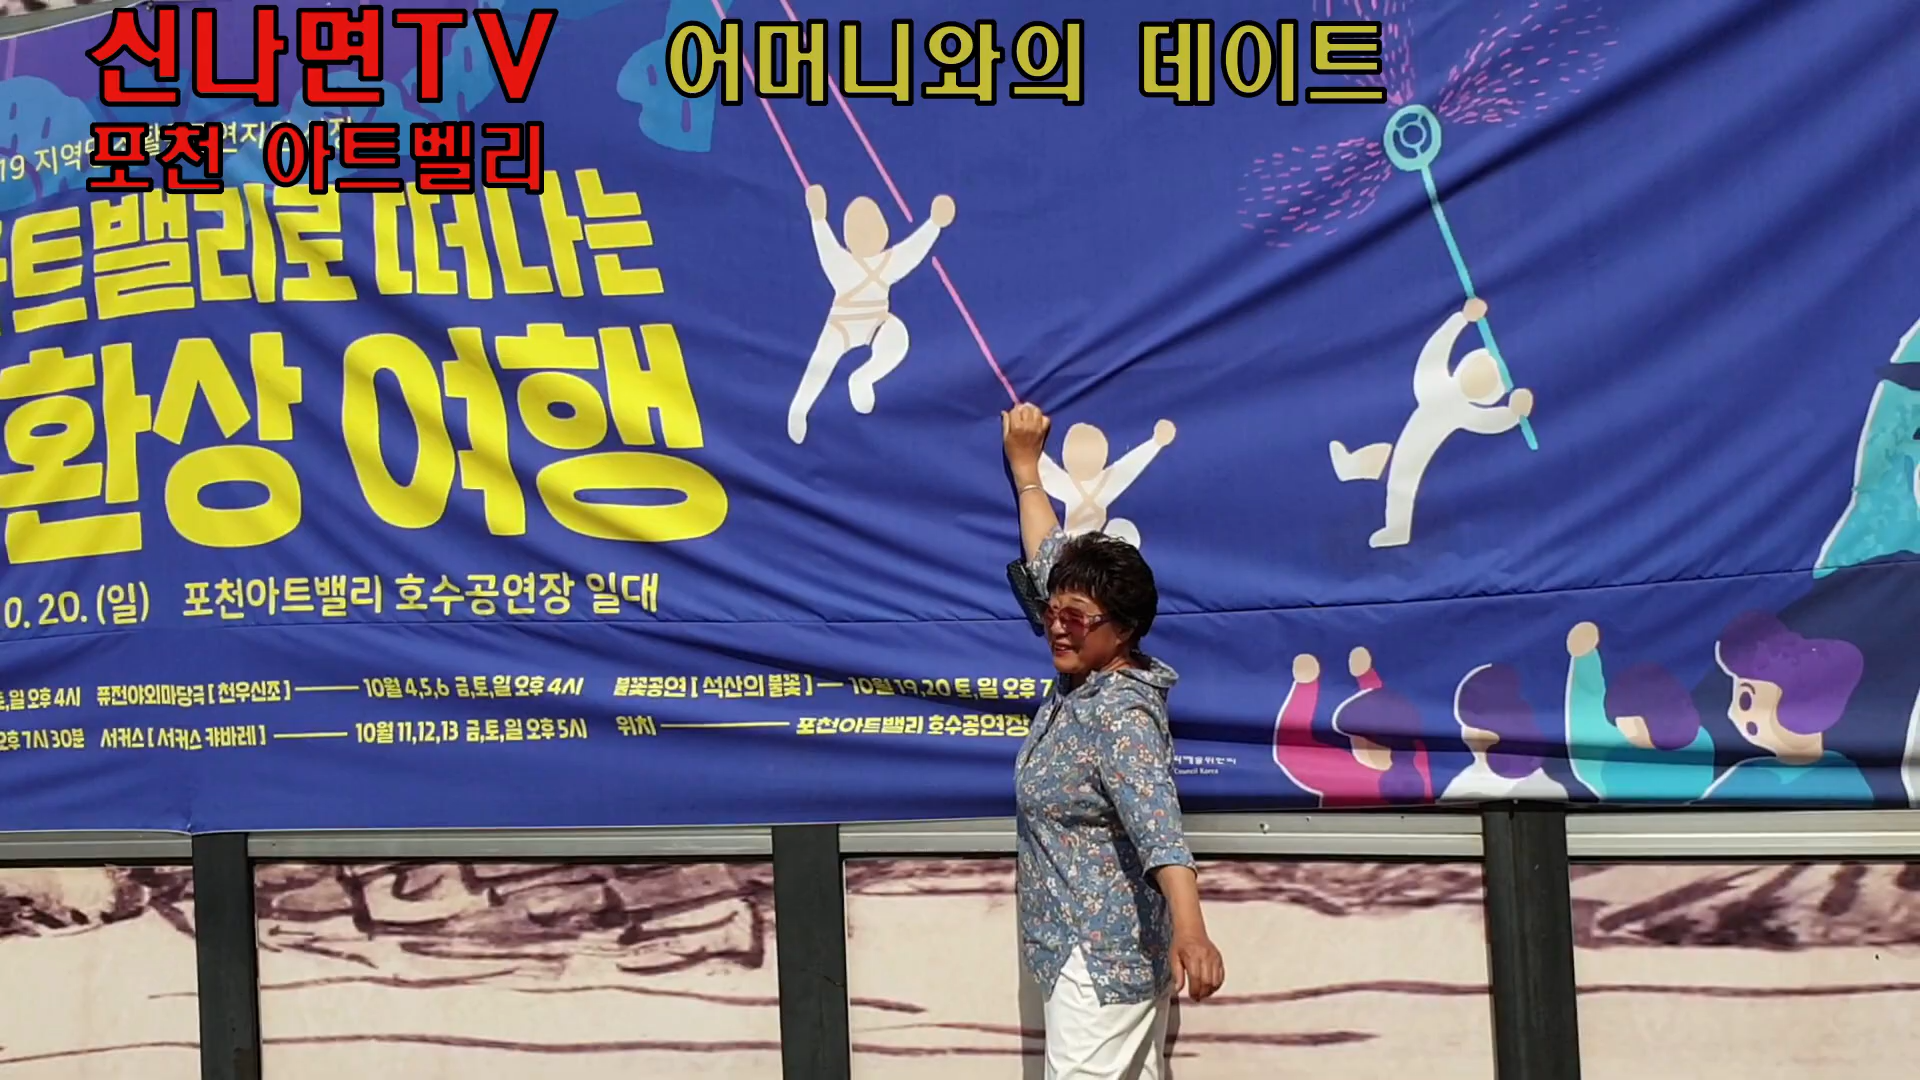 신나면TV 어머니와의 데이트
포천 아트벨리
19 지역
트밸리로 떠나는
환상 여행
0. 20. (일) 포천아트밸리 호수공연장 일대
토,일 오후 4시 퓨전야외마당극 [ 천우신조 ] 10월 4,5,6 금,토,일 오후 4시 불꽃공연 [ 석산의 불꽃 ] 10월 19,20 토,일 오후 7
오후 7시 30분 서커스 [ 서커스 캬바레 ] 10월 11,12,13 금,토,일 오후 5시 위치 포천아트밸리 호수공연장
Council Korea